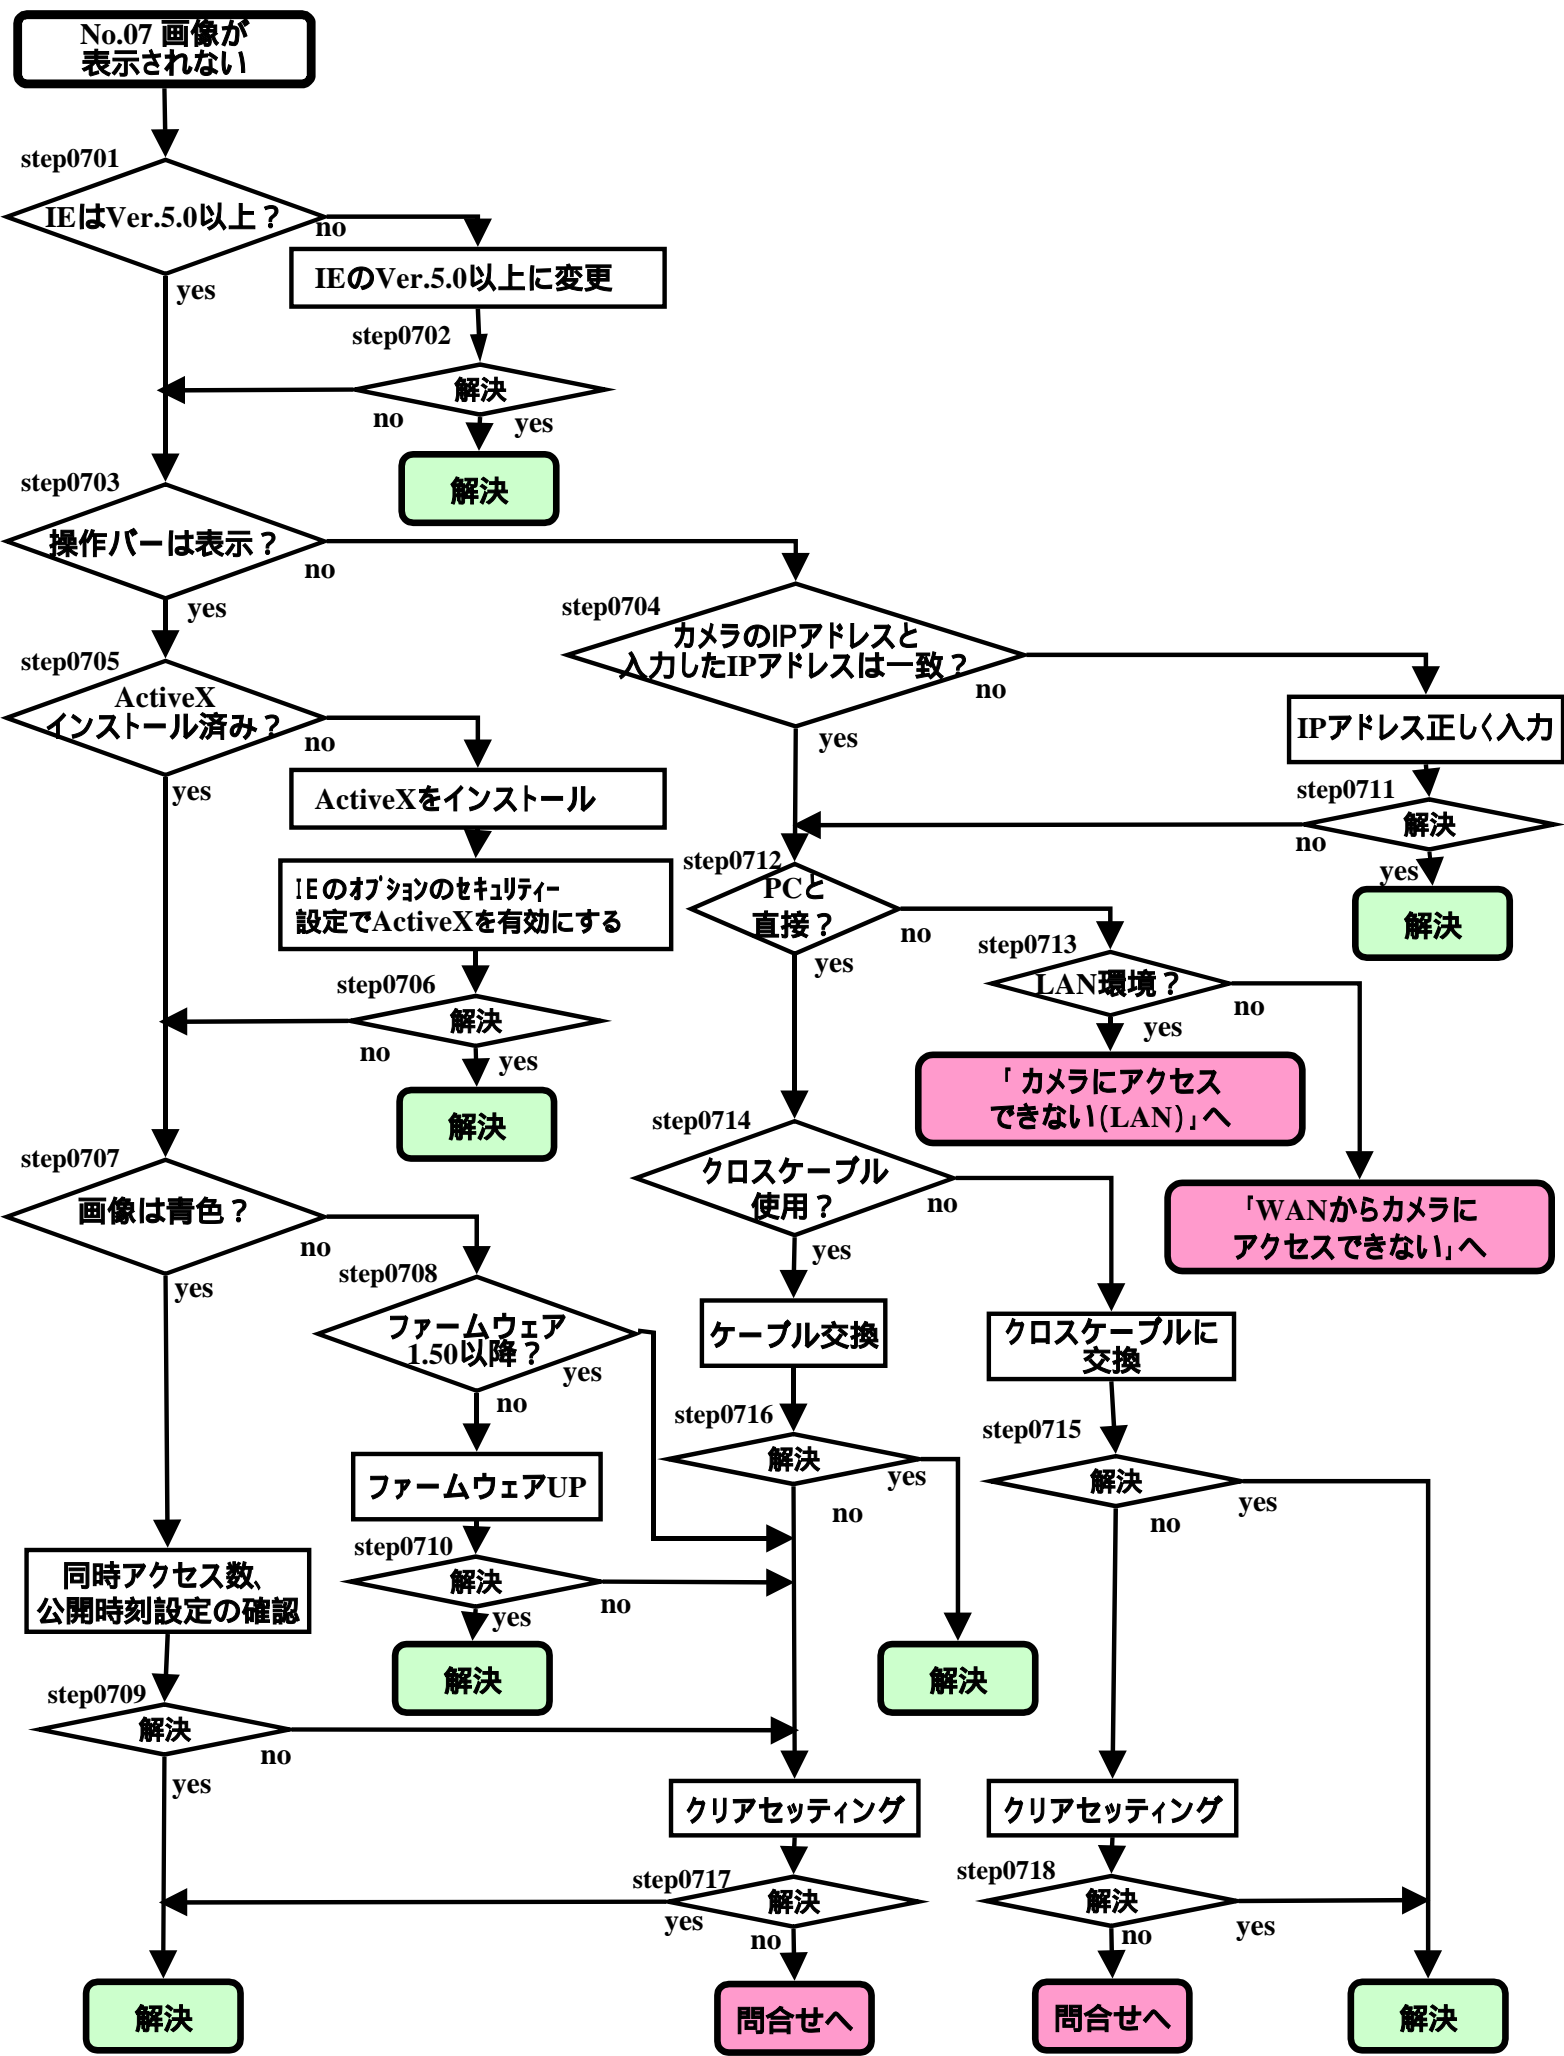 No.07 画像が
表示されない
step0701
IEはVer.5.0以上？
no
yes
IEのVer.5.0以上に変更
step0702
解決
no
yes
解決
step0703
操作バーは表示？
no
yes
step0704
カメラのIPアドレスと
入力したIPアドレスは一致？
no
yes
IPアドレス正しく入力
step0711
解決
no
yes
解決
step0705
ActiveX
インストール済み？
no
yes
ActiveXをインストール
IEのオプションのセキュリティー
設定でActiveXを有効にする
step0706
解決
no
yes
解決
step0712
PCと
直接？
no
yes
step0713
LAN環境？
no
yes
「カメラにアクセス
できない(LAN)」へ
「WANからカメラに
アクセスできない」へ
step0707
画像は青色？
no
yes
step0708
ファームウェア
1.50以降？
yes
no
ファームウェアUP
step0710
解決
no
yes
解決
step0714
クロスケーブル
使用？
no
yes
ケーブル交換
step0716
解決
yes
no
解決
クロスケーブルに
交換
step0715
解決
yes
no
同時アクセス数、
公開時刻設定の確認
step0709
解決
no
yes
クリアセッティング
step0717
解決
yes
no
クリアセッティング
step0718
解決
yes
no
解決
問合せへ
問合せへ
解決